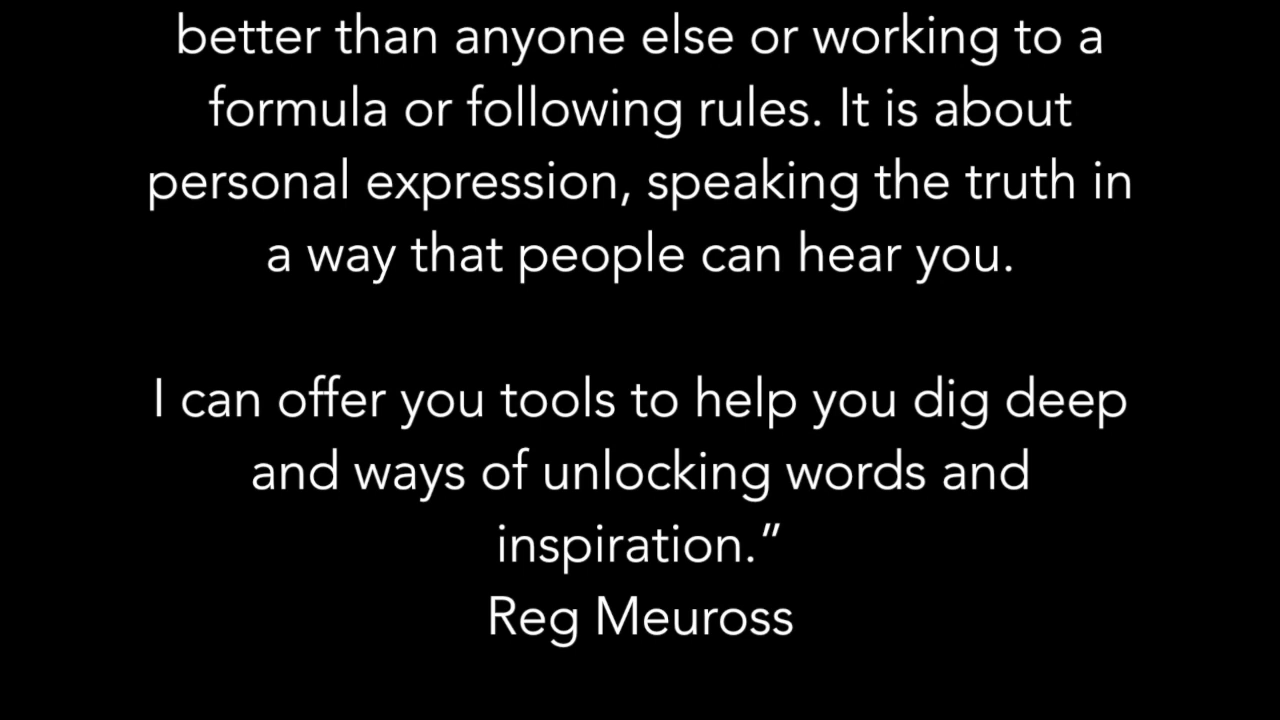 better than anyone else or working to a
formula or following rules. It is about
personal expression, speaking the truth in
a way that people can hear you.
I can offer you tools to help you dig deep
and ways of unlocking words and
inspiration.”
Reg Meuross